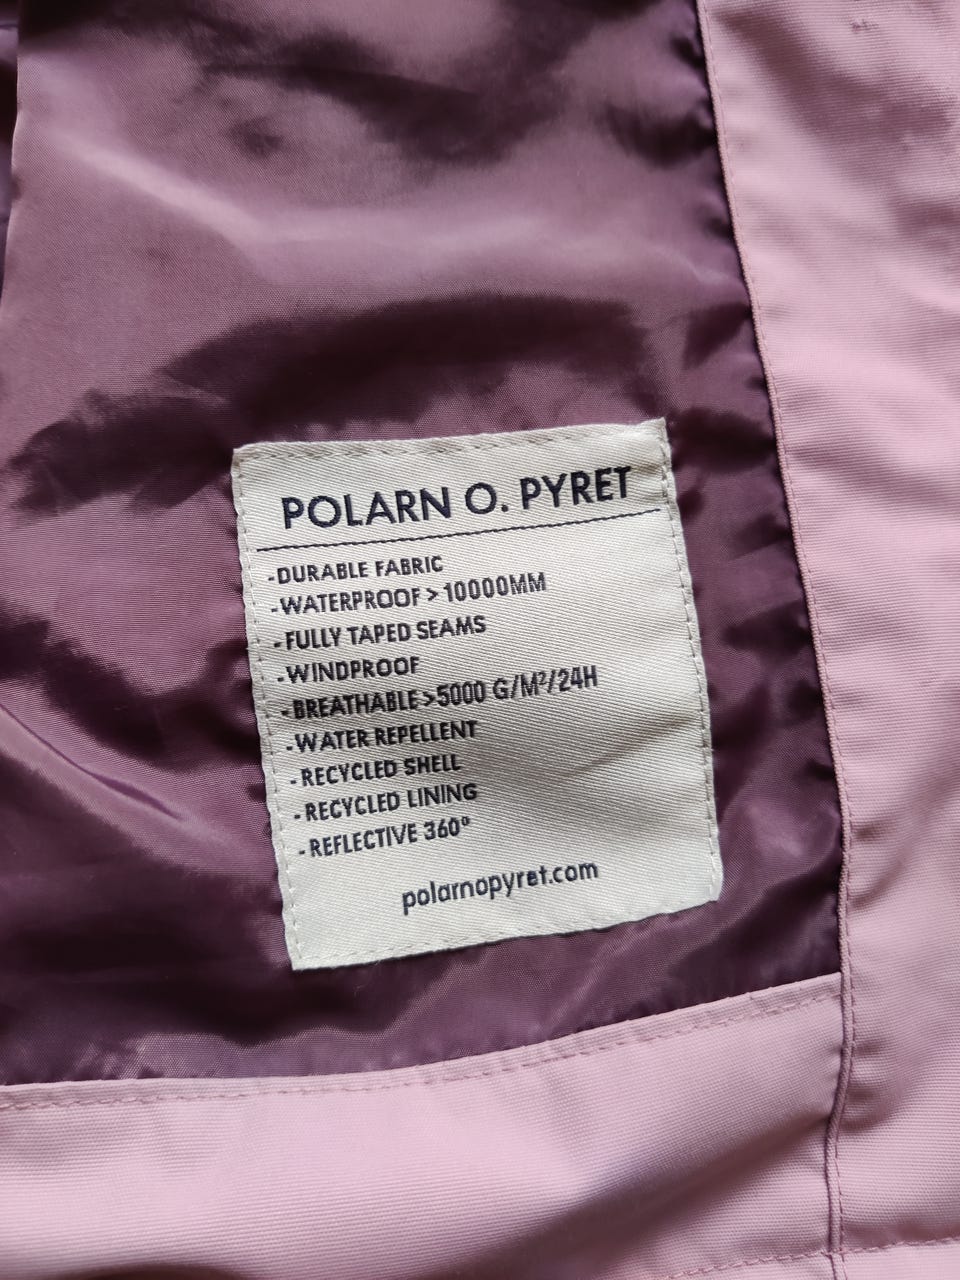 POLARN O. PYRET
-DURABLE FABRIC
-WATERPROOF > 10000MM
-FULLY TAPED SEAMS
-WINDPROOF
-BREATHABLE >5000 G/M²/24H
-WATER REPELLENT
-RECYCLED SHELL
-RECYCLED LINING
-REFLECTIVE 360°
polarnopyret.com